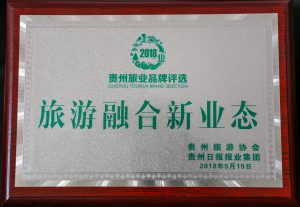 2018
贵州旅业品牌评选
GUIZHOU TOURISM BRAND SELECTION
旅游融合新业态
贵州旅游协会
贵州日报报业集团
2018年5月19日